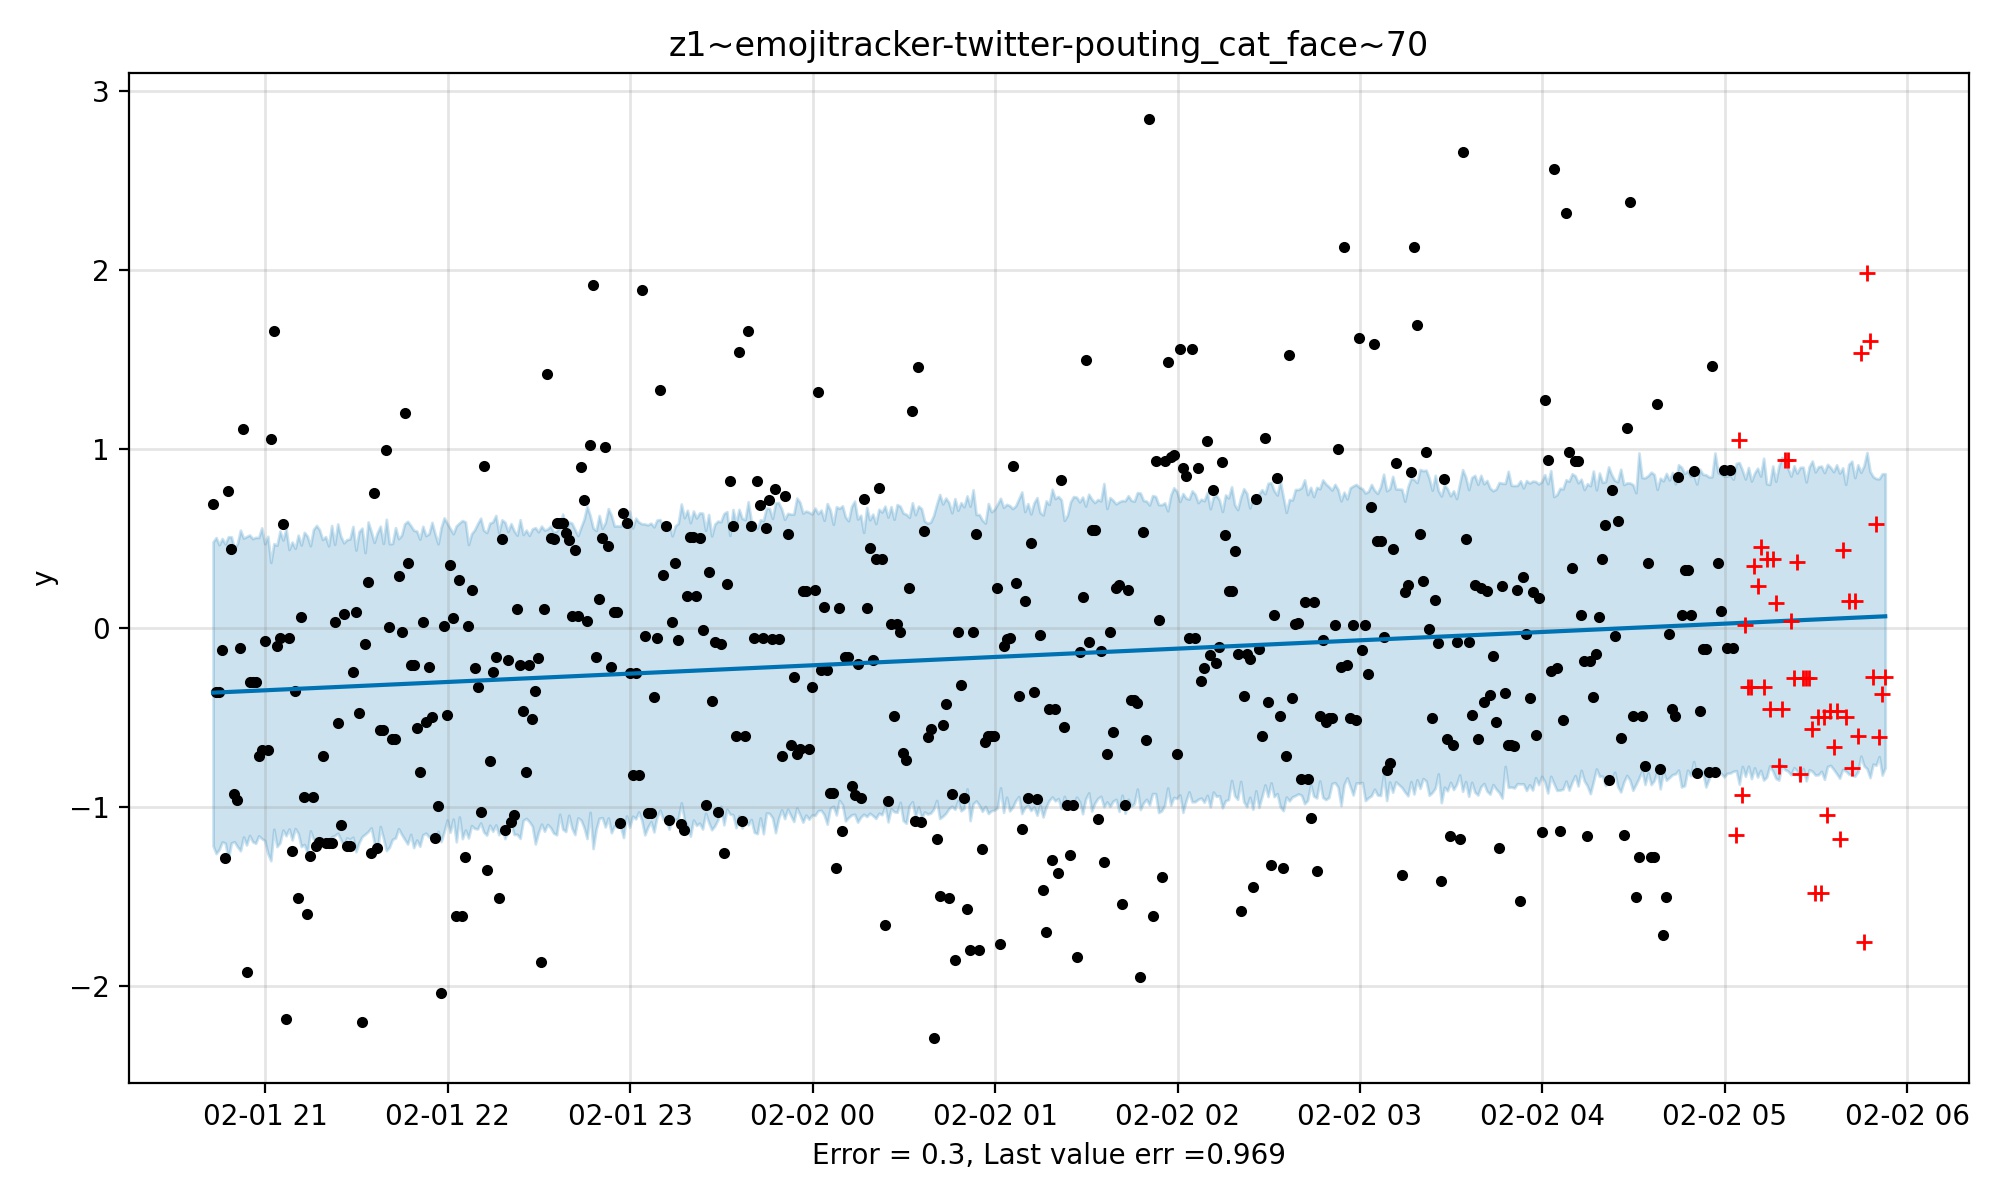 z1~emojitracker-twitter-pouting_cat_face~70
3
2
1
0
−1
−2
y
02-01 21 02-01 22 02-01 23 02-02 00 02-02 01 02-02 02 02-02 03 02-02 04 02-02 05 02-02 06
Error = 0.3, Last value err =0.969